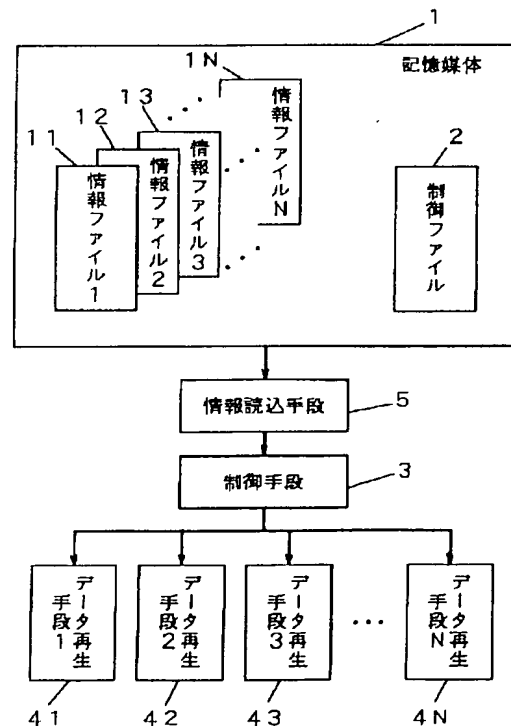 1
記憶媒体
1N
13
12
11
情報ファイルN
情報ファイル3
情報ファイル2
情報ファイル1
2
制御ファイル
情報読込手段
5
制御手段
3
データ再生
手段1
データ再生
手段2
データ再生
手段3
データ再生
手段N
41
42
43
4N